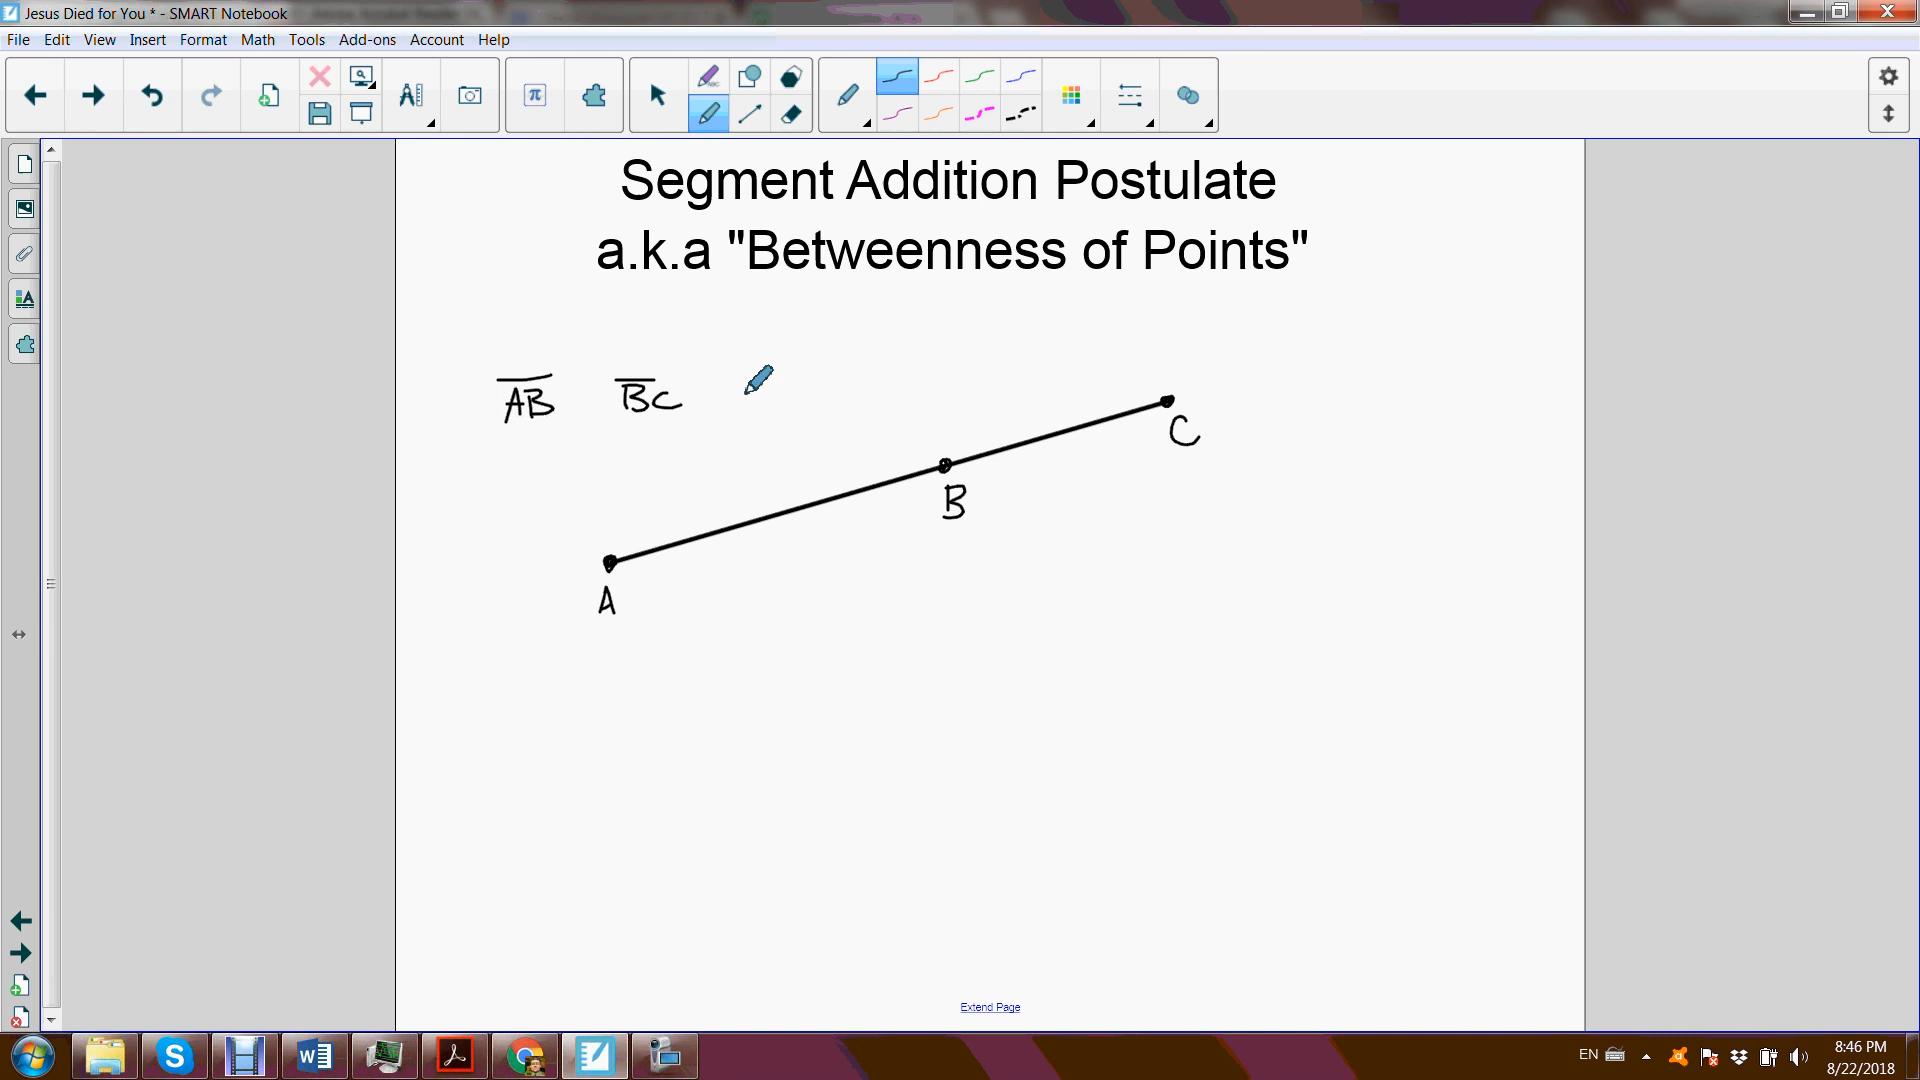 Jesus Died for You * - SMART Notebook
File Edit View Insert Format Math Tools Add-ons Account Help
Segment Addition Postulate
a.k.a "Betweenness of Points"
AB BC
C
B
A
Extend Page
EN
8:46 PM
8/22/2018